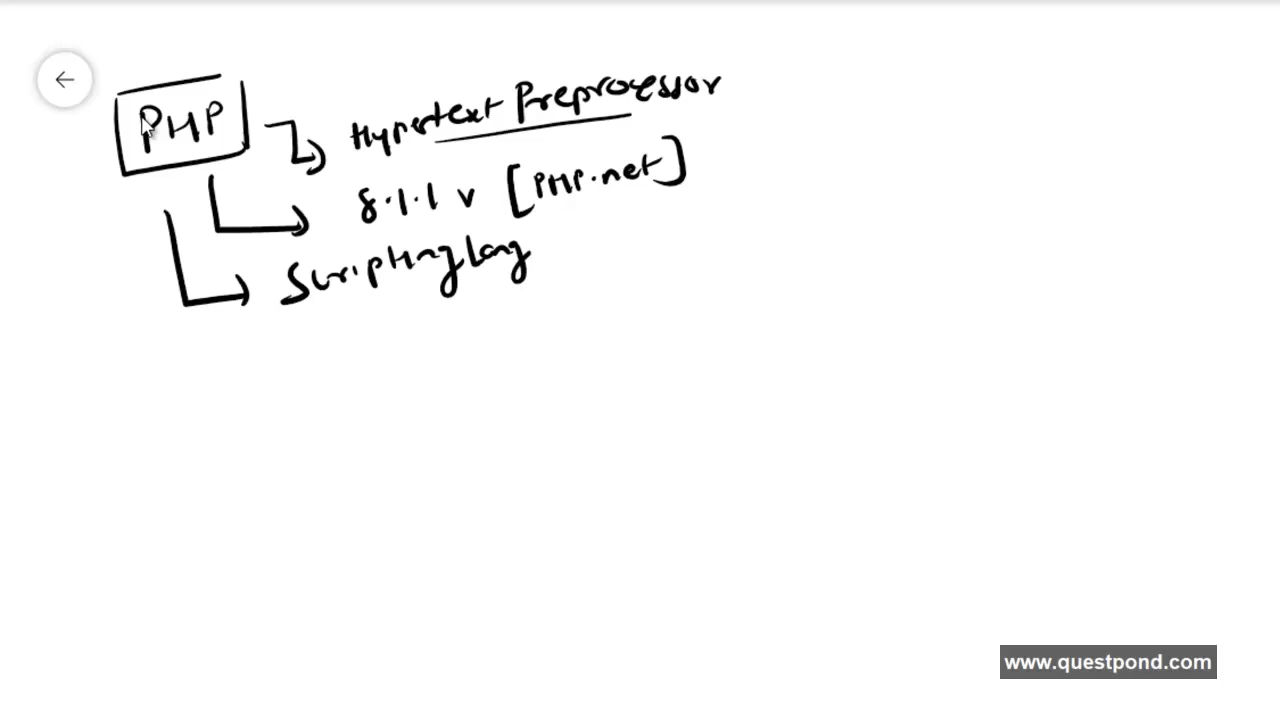 PHP
Hypertext Preprocessor
8.1.1 v [PHP.net]
Scripting Lang
www.questpond.com